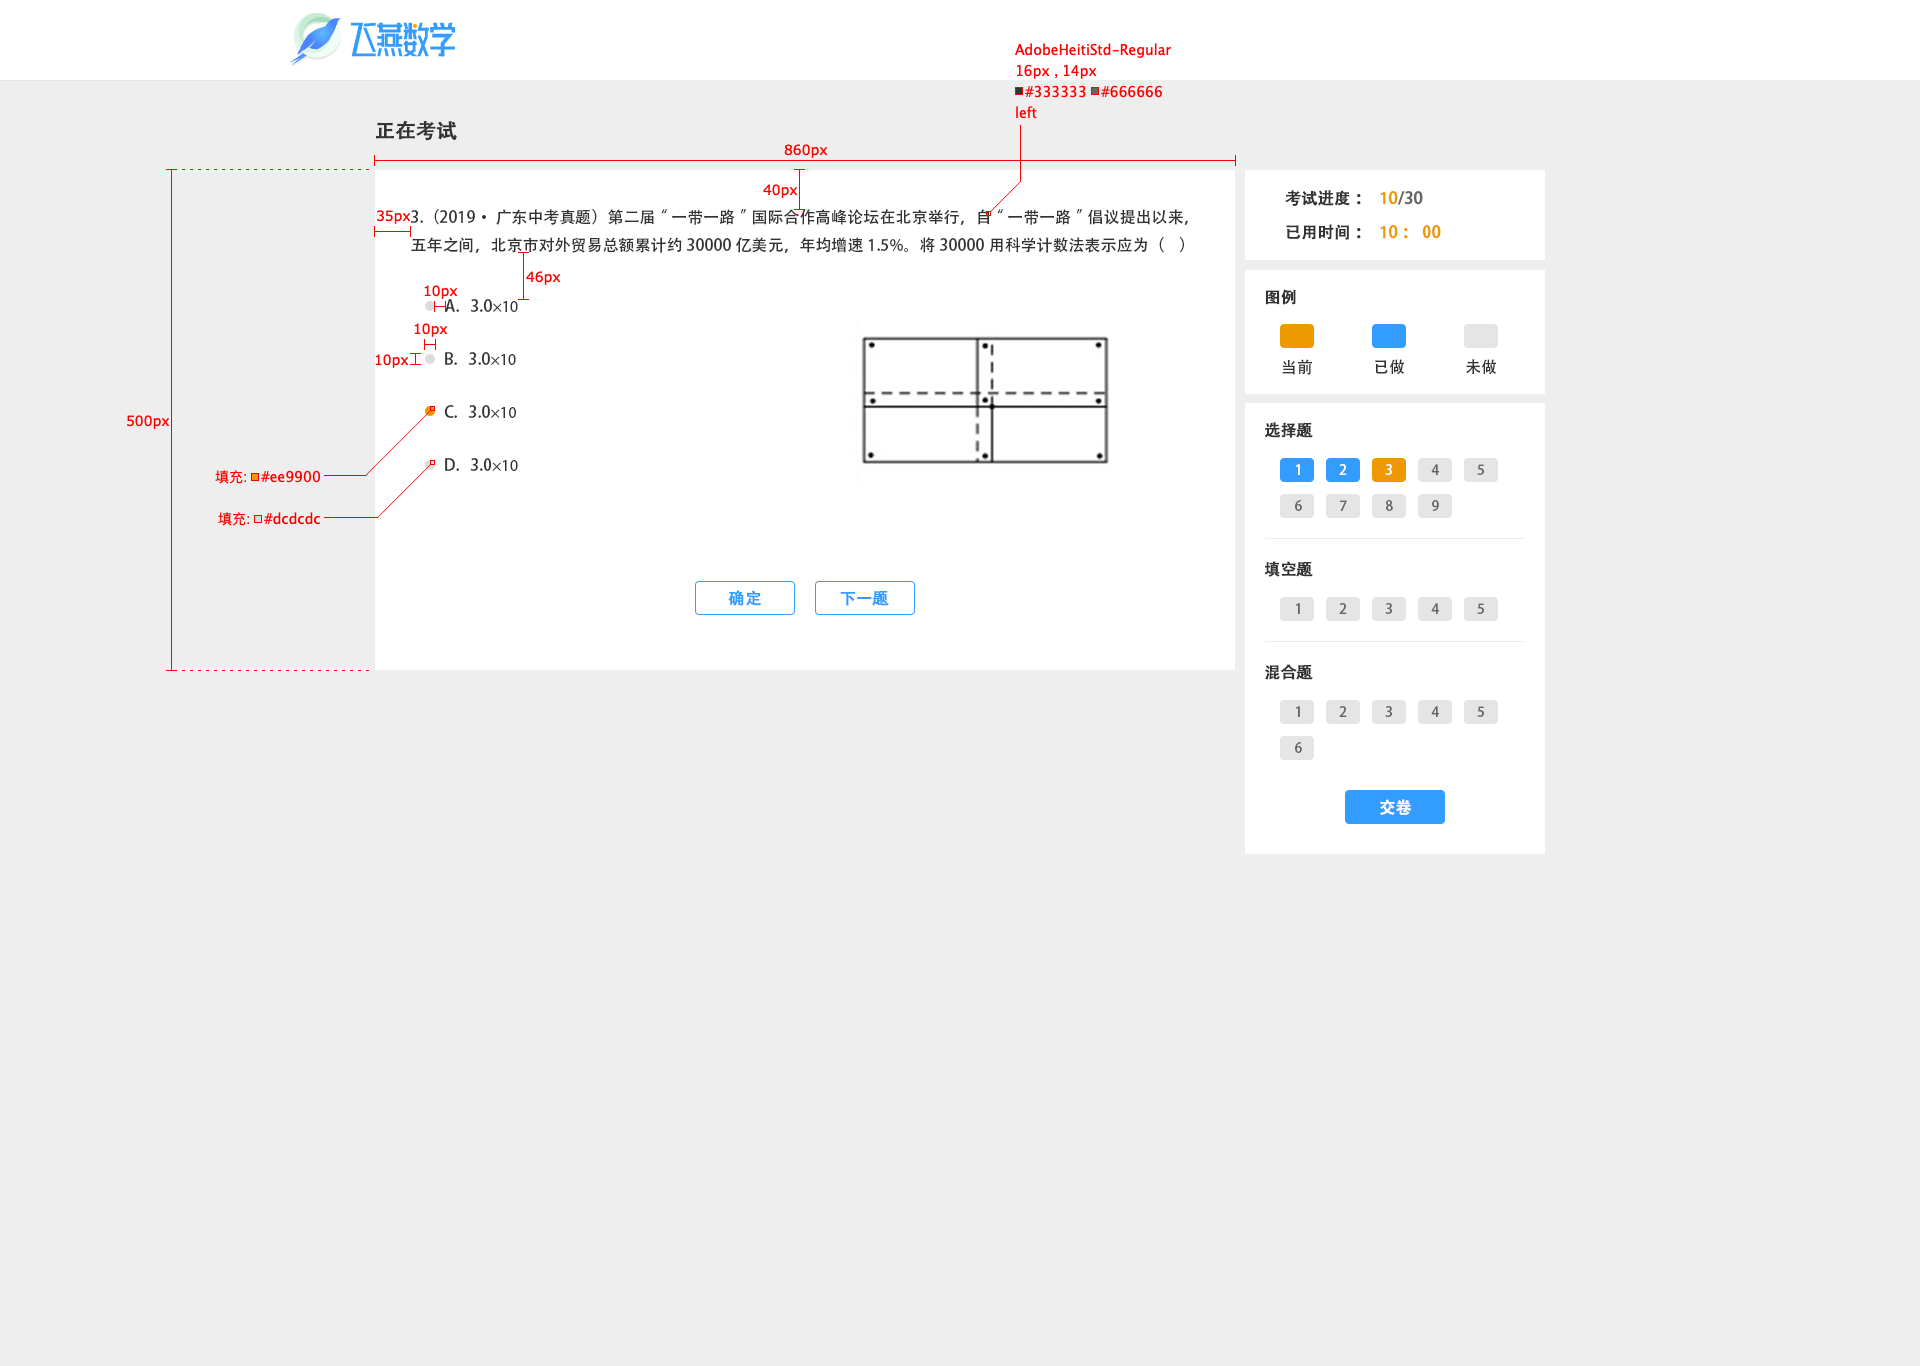 飞燕数学
AdobeHeitiStd-Regular
16px , 14px
#333333 #666666
left
正在考试
860px
40px
35px
3.（2019· 广东中考真题）第二届“一带一路”国际合作高峰论坛在北京举行，自“一带一路”倡议提出以来，
五年之间，北京市对外贸易总额累计约 30000 亿美元，年均增速 1.5%。将 30000 用科学计数法表示应为（ ）
46px
10px
A. 3.0×10
10px
10px
B. 3.0×10
C. 3.0×10
D. 3.0×10
500px
填充: #ee9900
填充: #dcdcdc
确定 下一题
考试进度： 10/30
已用时间： 10： 00
图例
当前 已做 未做
选择题
1 2 3 4 5
6 7 8 9
填空题
1 2 3 4 5
混合题
1 2 3 4 5
6
交卷